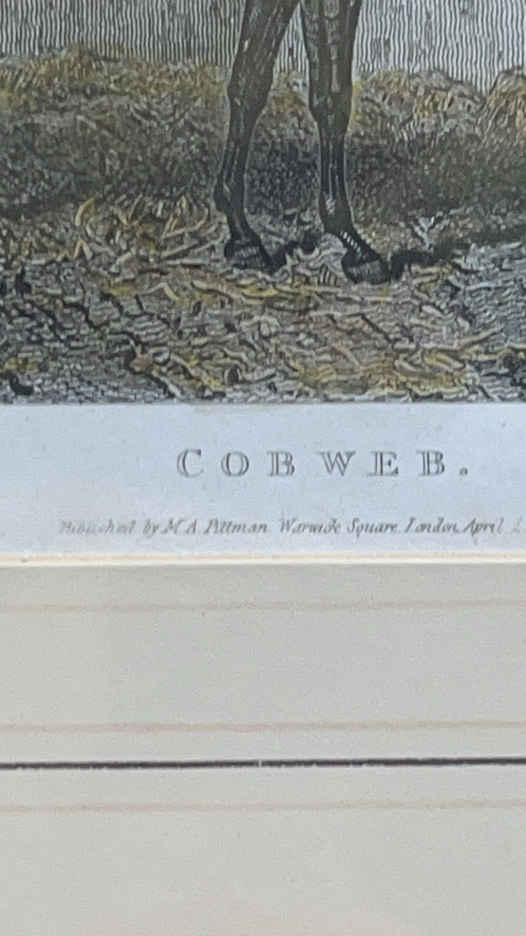 COBWEB.
Published by M. A. Pittman Warwick Square London, April